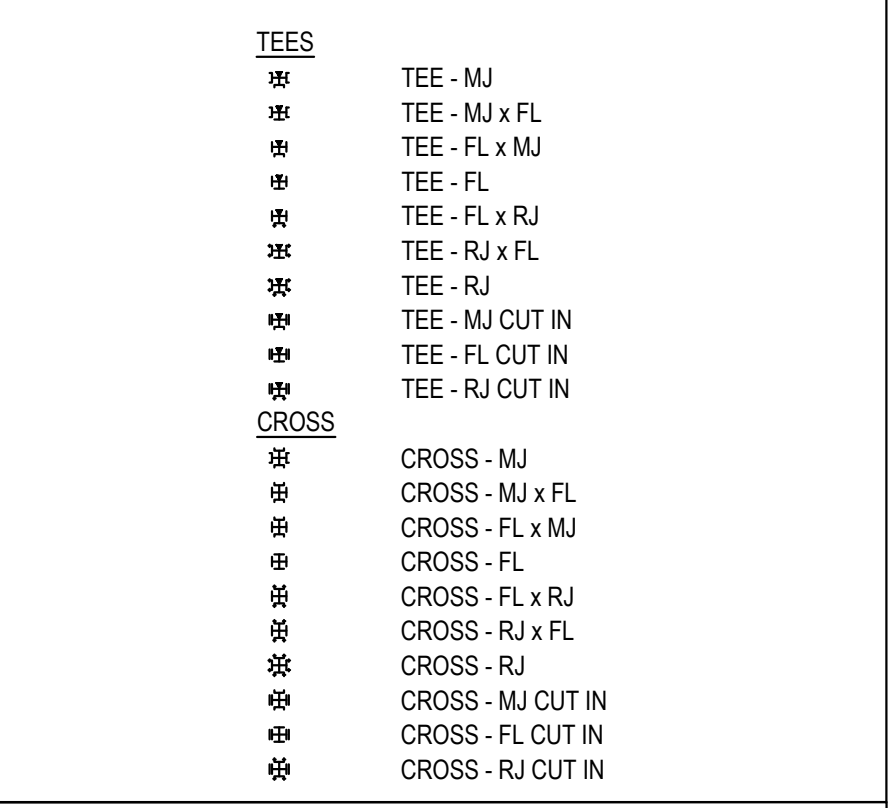 TEES
TEE - MJ
TEE - MJ x FL
TEE - FL x MJ
TEE - FL
TEE - FL x RJ
TEE - RJ x FL
TEE - RJ
TEE - MJ CUT IN
TEE - FL CUT IN
TEE - RJ CUT IN
CROSS
CROSS - MJ
CROSS - MJ x FL
CROSS - FL x MJ
CROSS - FL
CROSS - FL x RJ
CROSS - RJ x FL
CROSS - RJ
CROSS - MJ CUT IN
CROSS - FL CUT IN
CROSS - RJ CUT IN